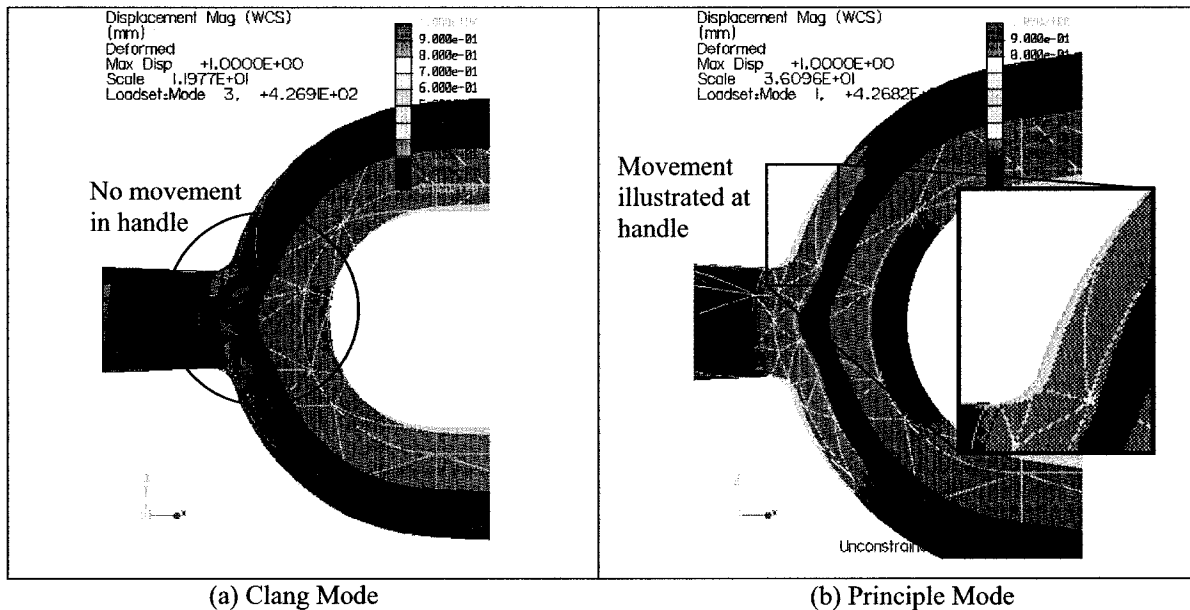 Displacement Mag (WCS)
(mm)
Deformed
Max Disp +1.0000E+00
Scale 1.1977E+01
Loadset:Mode 3, +4.2691E+02
9.000e-01
8.000e-01
7.000e-01
6.000e-01
No movement
in handle
x
(a) Clang Mode
Displacement Mag (WCS)
(mm)
Deformed
Max Disp +1.0000E+00
Scale 3.6096E+01
Loadset:Mode 1, +4.2682E+
9.000e-01
8.000e-01
Movement
illustrated at
handle
x
Unconstraine
(b) Principle Mode